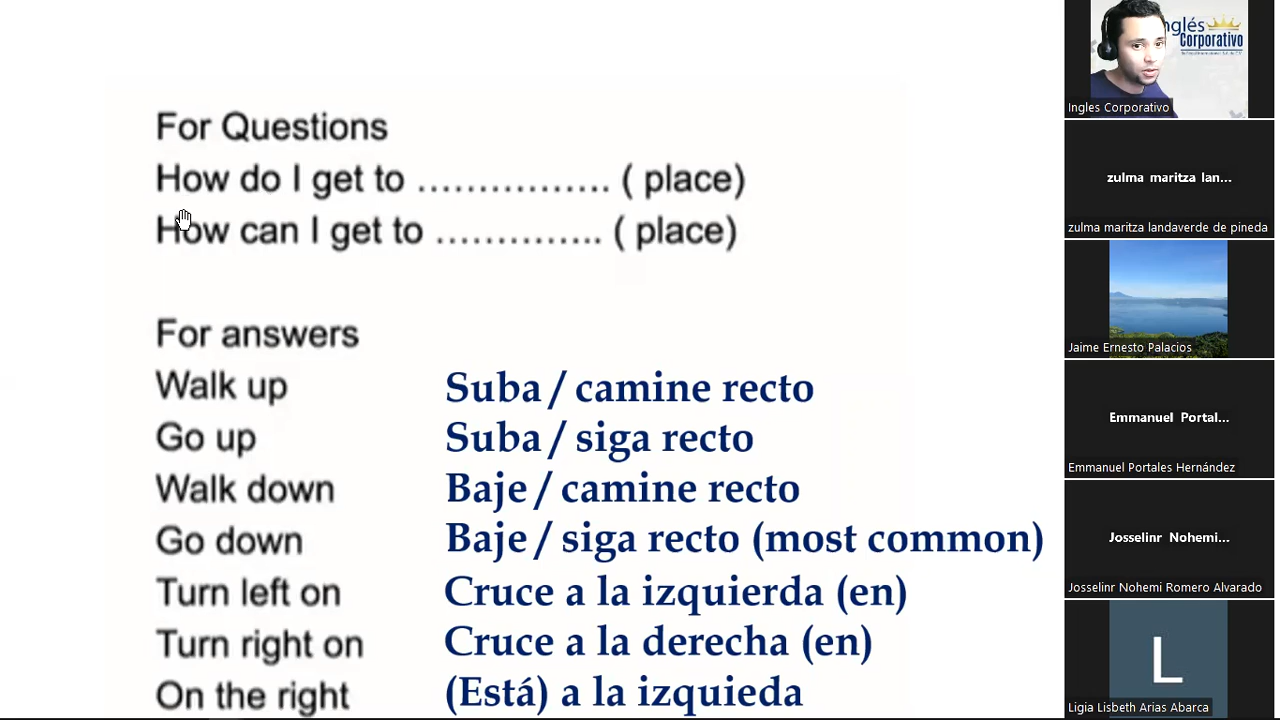 For Questions
How do I get to ................ ( place)
How can I get to .............. ( place)
For answers
Walk up Suba / camine recto
Go up Suba / siga recto
Walk down Baje / camine recto
Go down Baje / siga recto (most common)
Turn left on Cruce a la izquierda (en)
Turn right on Cruce a la derecha (en)
On the right (Está) a la izquieda
nglés
Corporativo
Ingles Corporativo
zulma maritza lan...
zulma maritza landaverde de pineda
Jaime Ernesto Palacios
Emmanuel Portal...
Emmanuel Portales Hernández
Josselinr Nohemi...
Josselinr Nohemi Romero Alvarado
L
Ligia Lisbeth Arias Abarca